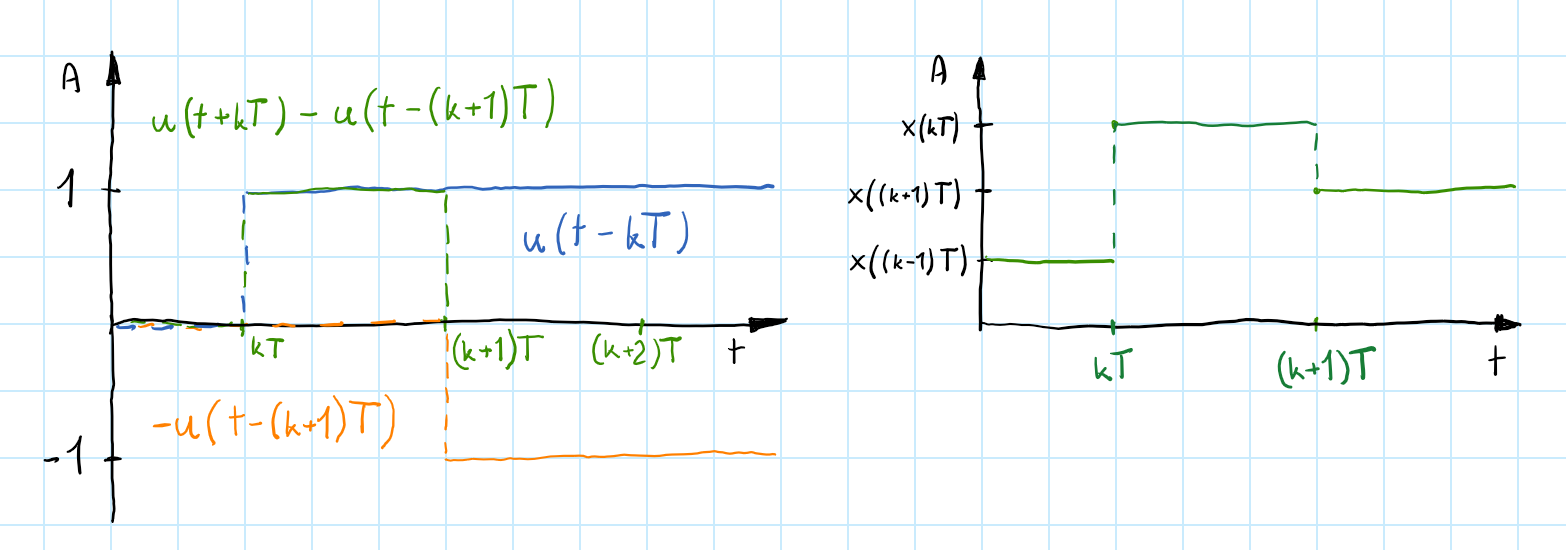 A
u(t+kT) - u(t-(k+1)T)
1
u(t-kT)
kT
(k+1)T
(k+2)T
t
-u(t-(k+1)T)
-1
A
x(kT)
x((k+1)T)
x((k-1)T)
kT
(k+1)T
t